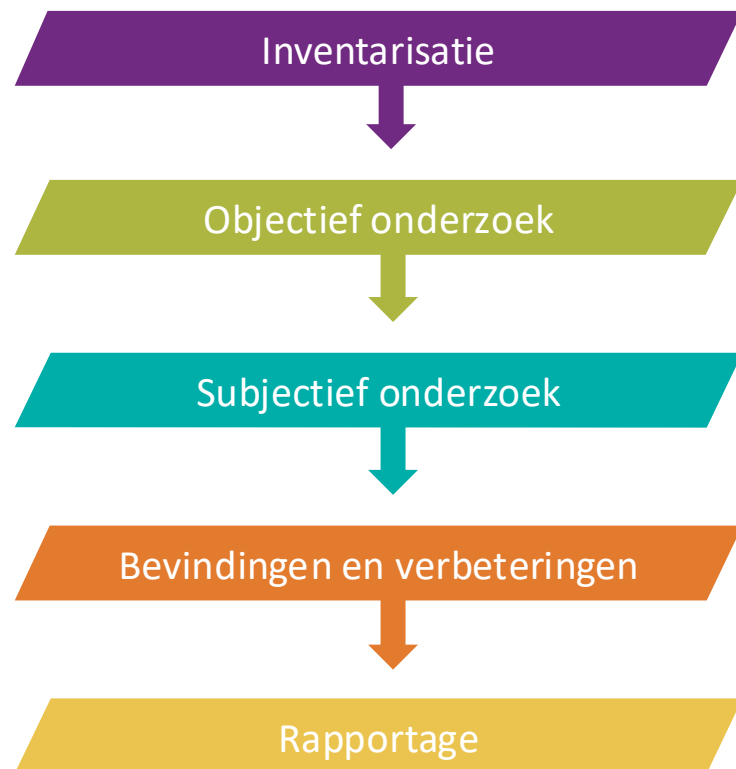 Inventarisatie
Objectief onderzoek
Subjectief onderzoek
Bevindingen en verbeteringen
Rapportage